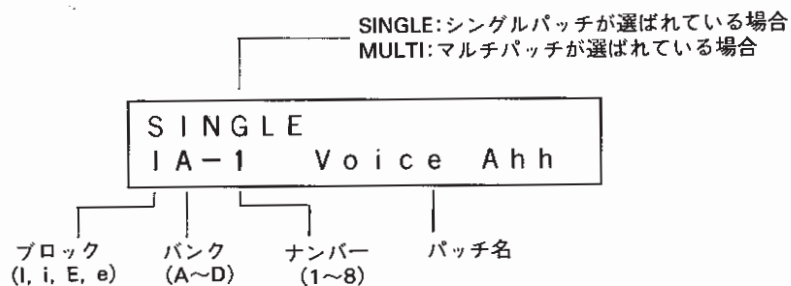 SINGLE:シングルパッチが選ばれている場合
MULTI:マルチパッチが選ばれている場合
SINGLE
IA-1 Voice Ahh
ブロック バンク ナンバー パッチ名
(I, i, E, e) (A~D) (1~8)